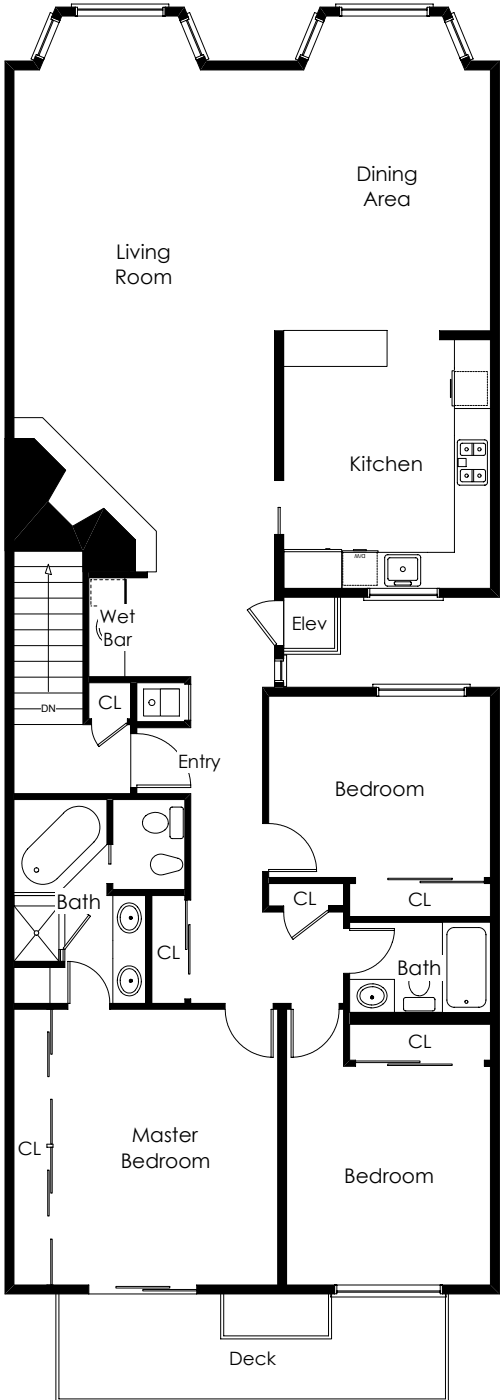 Dining
Area
Living
Room
Kitchen
D/W
Wet
Bar
Elev
CL
DN
Entry
Bedroom
CL
CL
Bath
CL
Bath
CL
CL
Master
Bedroom
Bedroom
Deck